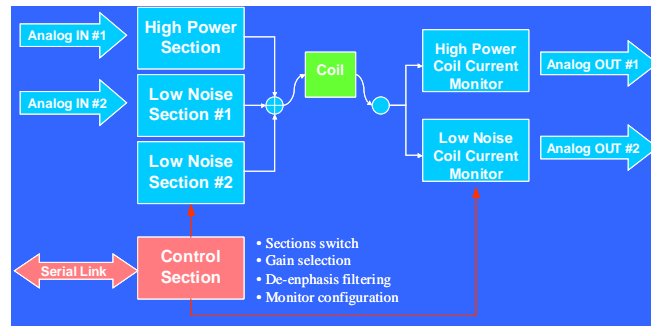 Analog IN #1
High Power
Section
Analog IN #2
Low Noise
Section #1
Low Noise
Section #2
Coil
High Power
Coil Current
Monitor
Analog OUT #1
Low Noise
Coil Current
Monitor
Analog OUT #2
Serial Link
Control
Section
• Sections switch
• Gain selection
• De-enphasis filtering
• Monitor configuration